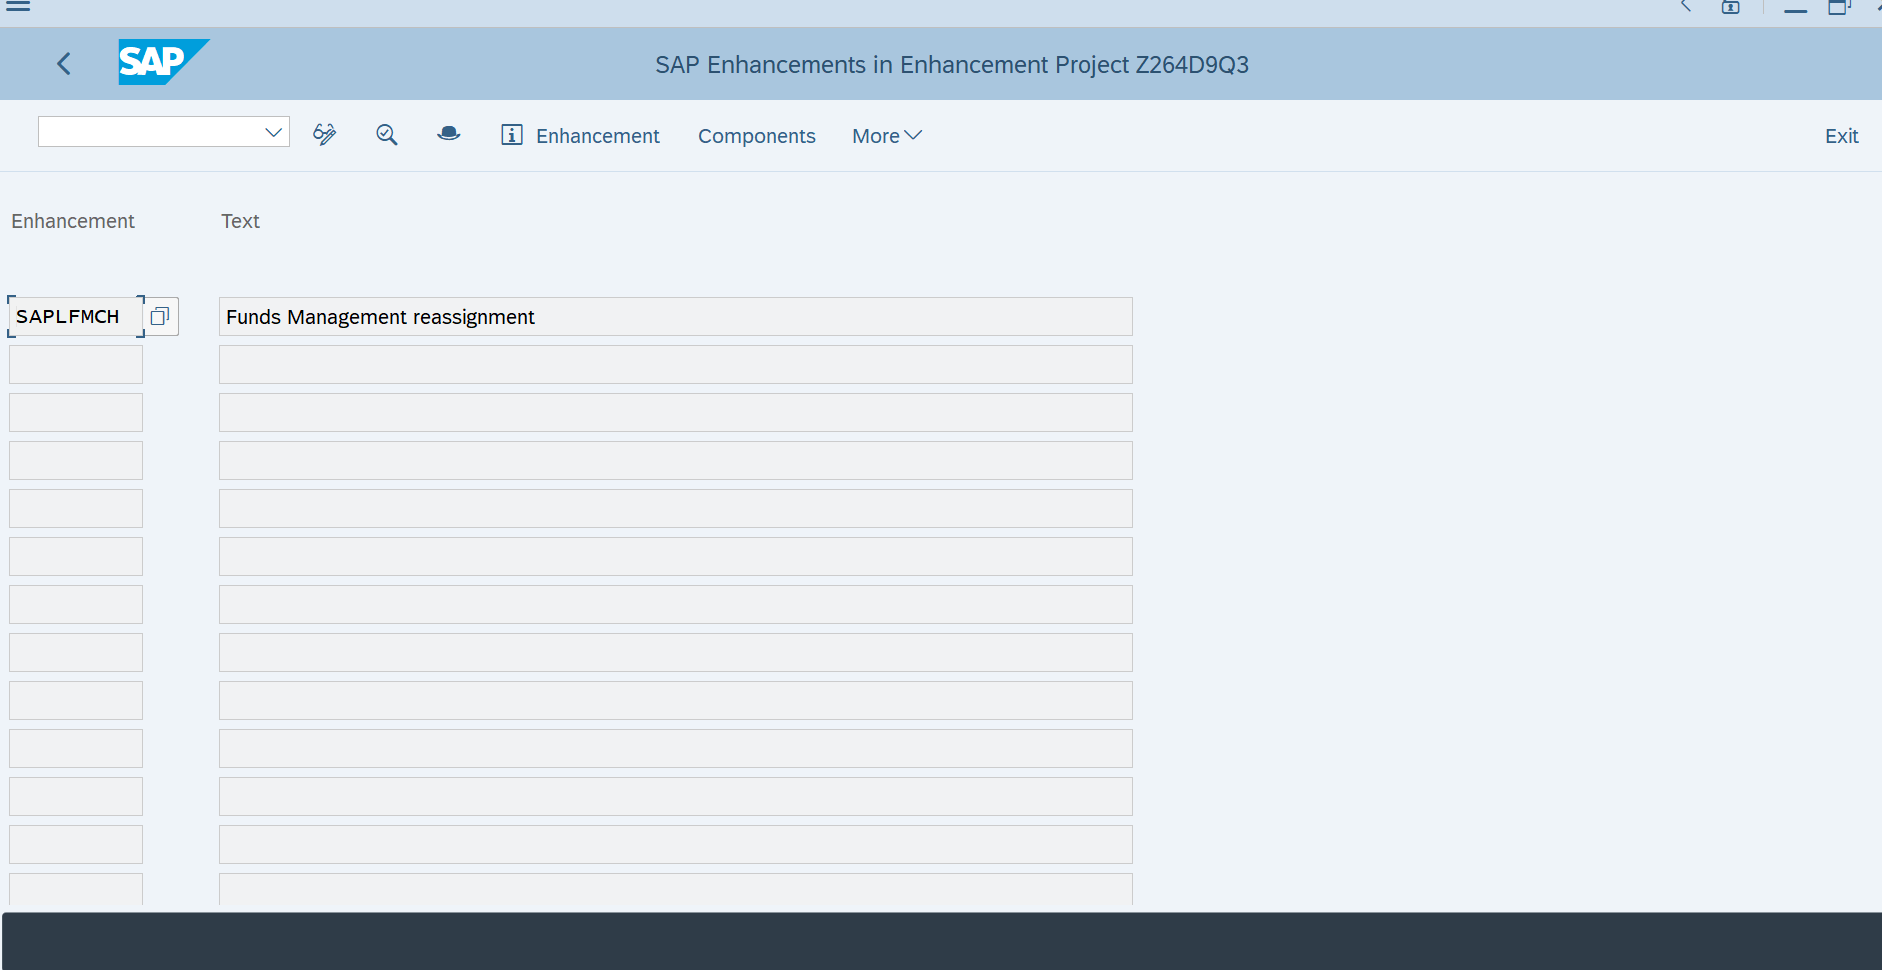 SAP
SAP Enhancements in Enhancement Project Z264D9Q3
Enhancement
Components
More
Exit
Enhancement
Text
SAPLFMCH
Funds Management reassignment